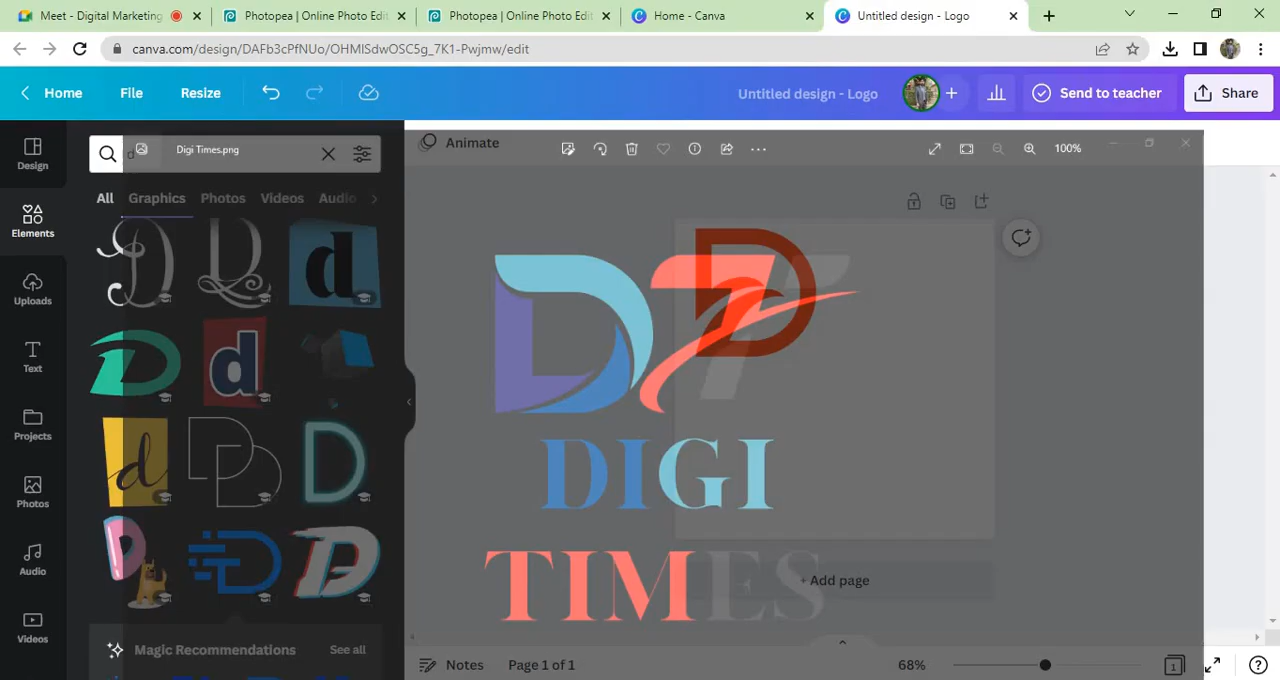 Meet - Digital Marketing
Photopea | Online Photo Edit
Photopea | Online Photo Edit
Home - Canva
Untitled design - Logo
canva.com/design/DAFb3cPfNUo/OHMISdwOSC5g_7K1-Pwjmw/edit
Home
File
Resize
Untitled design - Logo
Send to teacher
Share
Design
Elements
Uploads
Text
Projects
Photos
Audio
Videos
d
Digi Times.png
All
Graphics
Photos
Videos
Audio
Magic Recommendations
See all
Animate
100%
D
DT
DIGI
TIMES
+ Add page
Notes
Page 1 of 1
68%
1